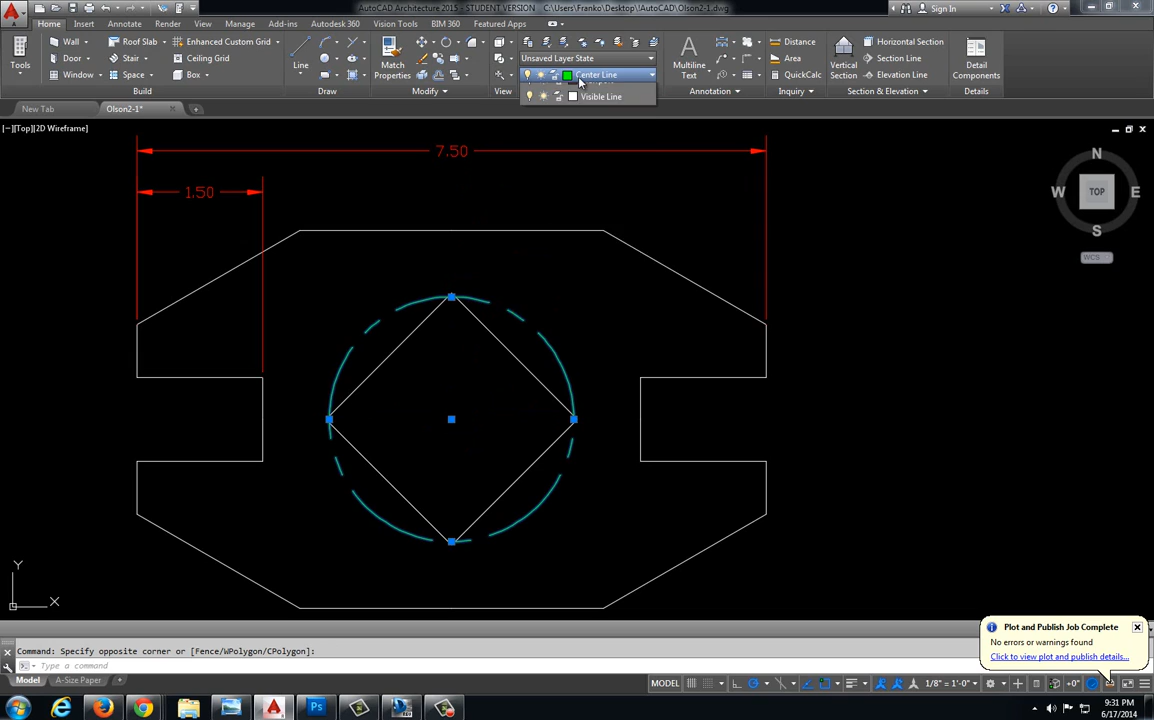 AutoCAD Architecture 2015 - STUDENT VERSION C:\Users\Franko\Desktop\!AutoCAD\Olson2-1.dwg
Sign In
Home Insert Annotate Render View Manage Add-ins Autodesk 360 Vision Tools BIM 360 Featured Apps
Tools
Wall
Door
Window
Roof Slab
Stair
Railing
Enhanced Custom Grid
Ceiling Grid
Box
Build
Line
Draw
Match
Properties
Modify
View
Unsaved Layer State
Center Line
Visible Line
Multiline
Text
Annotation
Distance
Area
QuickCalc
Inquiry
Vertical
Section
Horizontal Section
Section Line
Elevation Line
Section & Elevation
Detail
Components
Details
New Tab
Olson2-1*
[−][Top][2D Wireframe]
7.50
1.50
N
W
TOP
E
S
WCS
Y
X
Plot and Publish Job Complete
No errors or warnings found
Click to view plot and publish details...
Command: Specify opposite corner or [Fence/WPolygon/CPolygon]:
Type a command
Model
A-Size Paper
MODEL
1/8" = 1'-0"
+0"
9:31 PM
6/17/2014